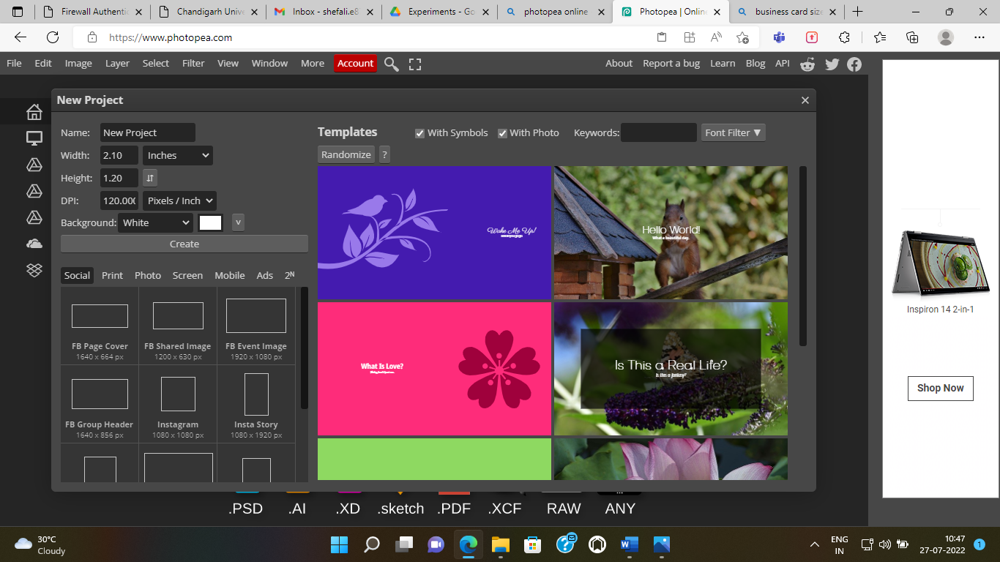 Firewall Authentic
Chandigarh Unive
Inbox - shefali.e8
Experiments - Go
photopea online
Photopea | Online
business card size
https://www.photopea.com
File Edit Image Layer Select Filter View Window More Account
About Report a bug Learn Blog API
New Project
Name: New Project
Width: 2.10 Inches
Height: 1.20
DPI: 120.000 Pixels / Inch
Background: White v
Create
Social Print Photo Screen Mobile Ads 2ᴺ
FB Page Cover FB Shared Image FB Event Image
1640 x 664 px 1200 x 630 px 1920 x 1080 px
FB Group Header Instagram Insta Story
1640 x 856 px 1080 x 1080 px 1080 x 1920 px
Templates With Symbols With Photo Keywords: Font Filter ▼
Randomize ?
Wake Me Up!
Hello World!
What a beautiful day.
What Is Love?
Is This a Real Life?
Is this a fantasy?
.PSD .AI .XD .sketch .PDF .XCF RAW ANY
Inspiron 14 2-in-1
Shop Now
30°C
Cloudy
ENG
IN
10:47
27-07-2022
1